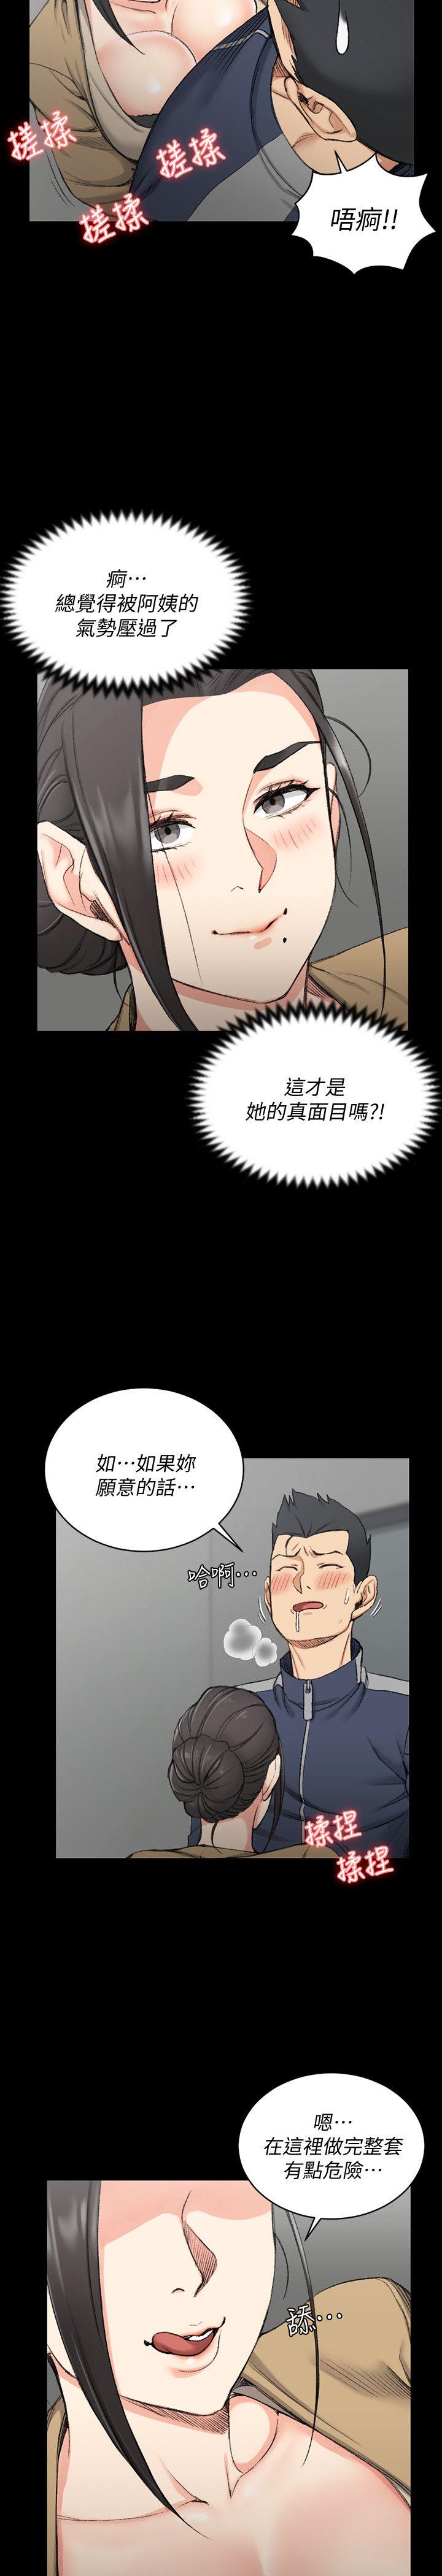 搓揉
搓揉
搓揉
唔痾!!
痾…
總覺得被阿姨的
氣勢壓過了
這才是
她的真面目嗎?!
如…如果妳
願意的話…
哈啊…
揉捏
揉捏
嗯…
在這裡做完整套
有點危險…
舔…